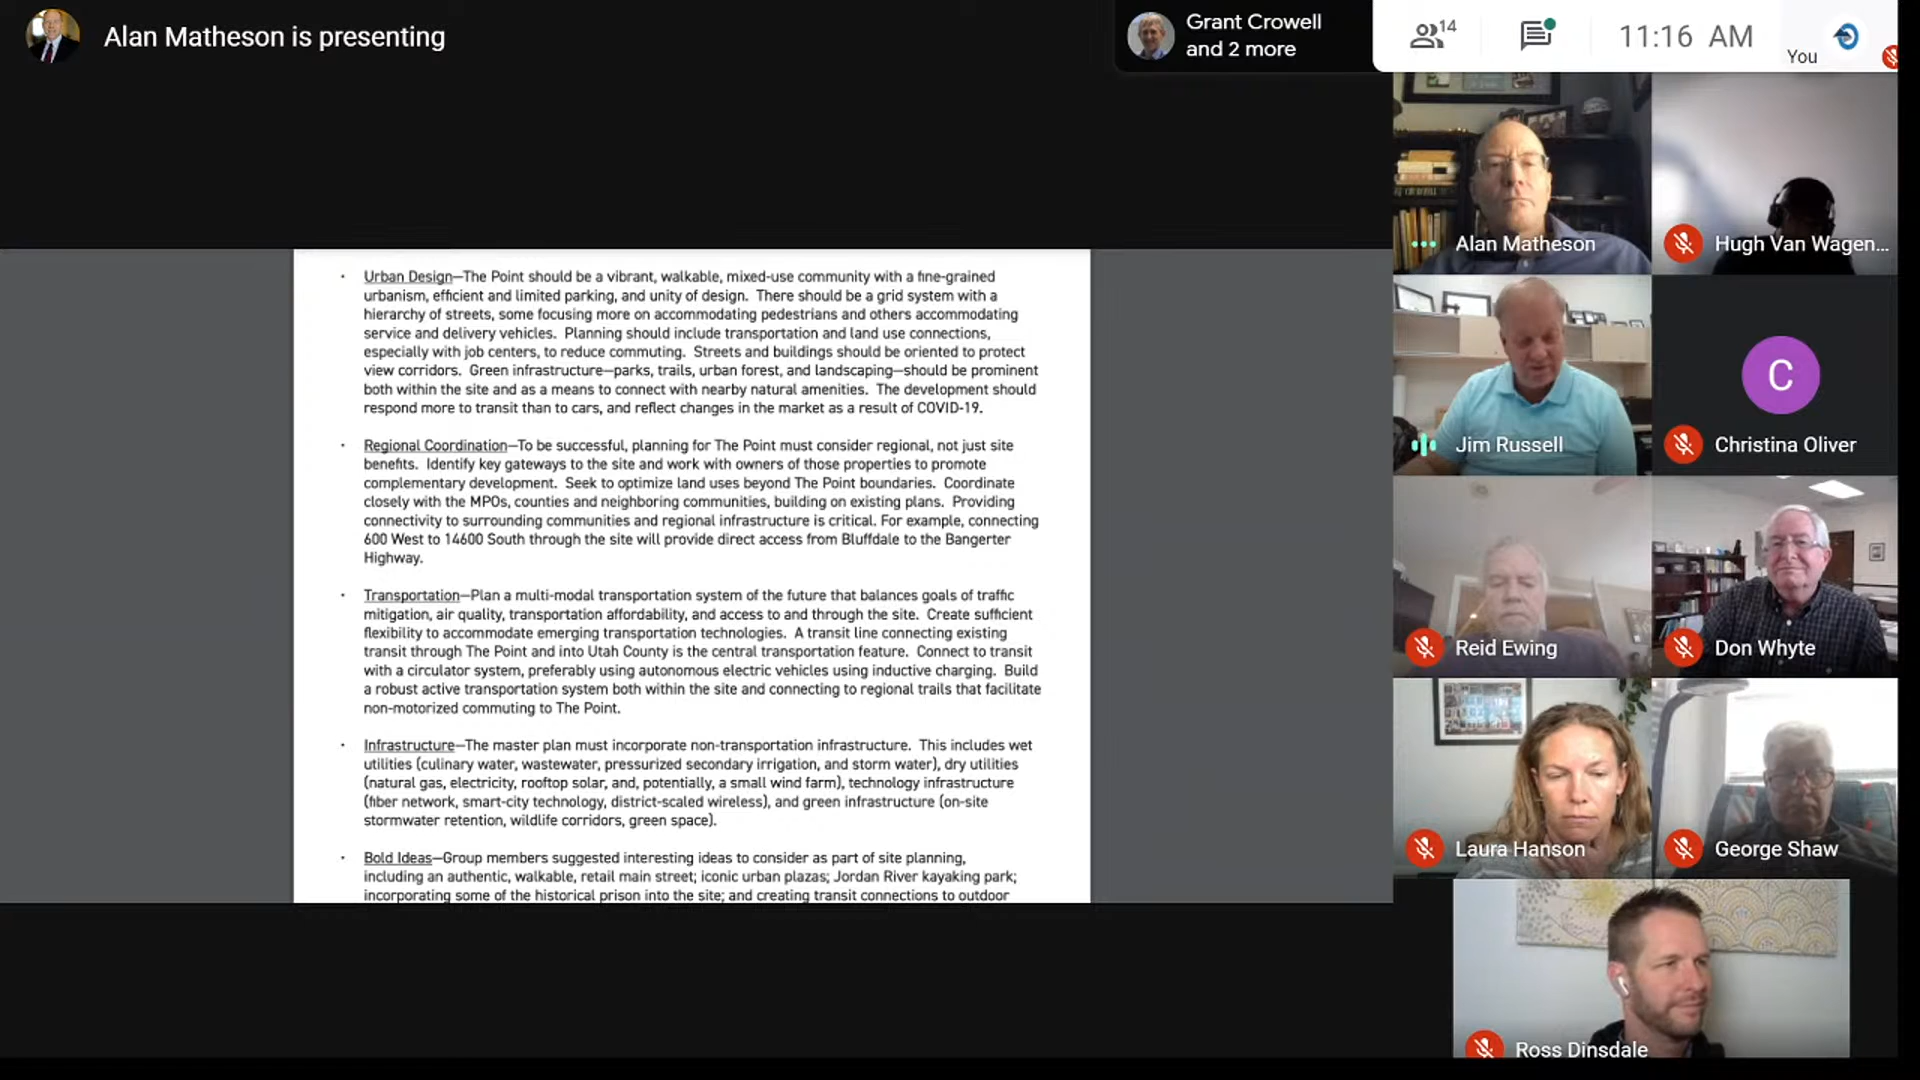 Alan Matheson is presenting
Grant Crowell
and 2 more
14
11:16 AM
You
· Urban Design—The Point should be a vibrant, walkable, mixed-use community with a fine-grained
urbanism, efficient and limited parking, and unity of design. There should be a grid system with a
hierarchy of streets, some focusing more on accommodating pedestrians and others accommodating
service and delivery vehicles. Planning should include transportation and land use connections,
especially with job centers, to reduce commuting. Streets and buildings should be oriented to protect
view corridors. Green infrastructure—parks, trails, urban forest, and landscaping—should be prominent
both within the site and as a means to connect with nearby natural amenities. The development should
respond more to transit than to cars, and reflect changes in the market as a result of COVID-19.
· Regional Coordination—To be successful, planning for The Point must consider regional, not just site
benefits. Identify key gateways to the site and work with owners of those properties to promote
complementary development. Seek to optimize land uses beyond The Point boundaries. Coordinate
closely with the MPOs, counties and neighboring communities, building on existing plans. Providing
connectivity to surrounding communities and regional infrastructure is critical. For example, connecting
600 West to 14600 South through the site will provide direct access from Bluffdale to the Bangerter
Highway.
· Transportation—Plan a multi-modal transportation system of the future that balances goals of traffic
mitigation, air quality, transportation affordability, and access to and through the site. Create sufficient
flexibility to accommodate emerging transportation technologies. A transit line connecting existing
transit through The Point and into Utah County is the central transportation feature. Connect to transit
with a circulator system, preferably using autonomous electric vehicles using inductive charging. Build
a robust active transportation system both within the site and connecting to regional trails that facilitate
non-motorized commuting to The Point.
· Infrastructure—The master plan must incorporate non-transportation infrastructure. This includes wet
utilities (culinary water, wastewater, pressurized secondary irrigation, and storm water), dry utilities
(natural gas, electricity, rooftop solar, and, potentially, a small wind farm), technology infrastructure
(fiber network, smart-city technology, district-scaled wireless), and green infrastructure (on-site
stormwater retention, wildlife corridors, green space).
· Bold Ideas—Group members suggested interesting ideas to consider as part of site planning,
including an authentic, walkable, retail main street; iconic urban plazas; Jordan River kayaking park;
incorporating some of the historical prison into the site; and creating transit connections to outdoor
Alan Matheson
Hugh Van Wagen...
Jim Russell
C
Christina Oliver
Reid Ewing
Don Whyte
Laura Hanson
George Shaw
Ross Dinsdale